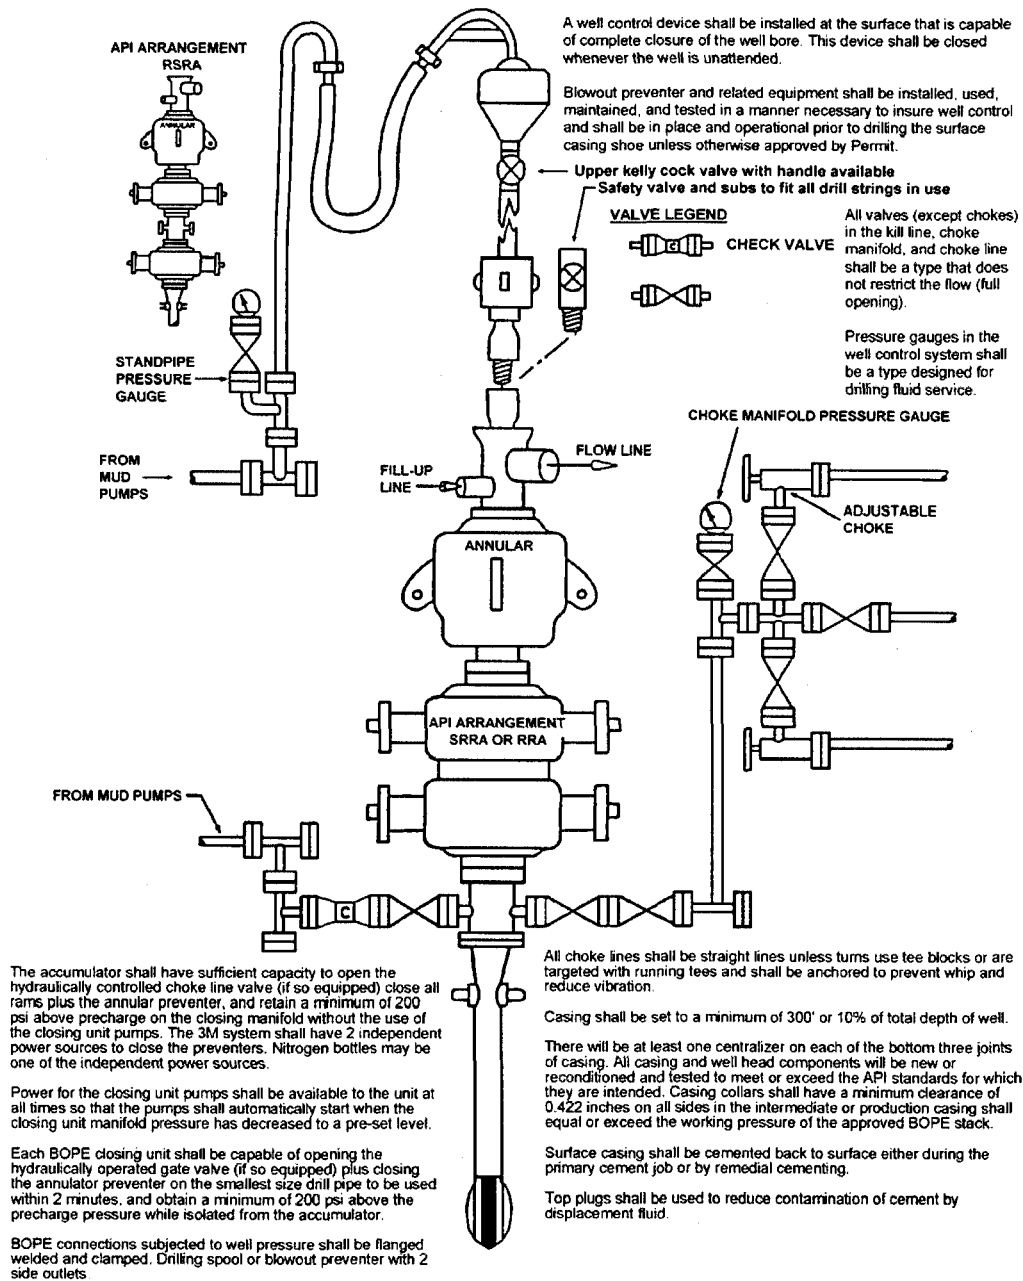 A well control device shall be installed at the surface that is capable
of complete closure of the well bore. This device shall be closed
whenever the well is unattended.
Blowout preventer and related equipment shall be installed, used,
maintained, and tested in a manner necessary to insure well control
and shall be in place and operational prior to drilling the surface
casing shoe unless otherwise approved by Permit.
API ARRANGEMENT
RSRA
ANNULAR
Upper kelly cock valve with handle available
Safety valve and subs to fit all drill strings in use
VALVE LEGEND
C
CHECK VALVE
All valves (except chokes)
in the kill line, choke
manifold, and choke line
shall be a type that does
not restrict the flow (full
opening).
Pressure gauges in the
well control system shall
be a type designed for
drilling fluid service.
STANDPIPE
PRESSURE
GAUGE
CHOKE MANIFOLD PRESSURE GAUGE
FROM
MUD
PUMPS
FILL-UP
LINE
FLOW LINE
ADJUSTABLE
CHOKE
ANNULAR
API ARRANGEMENT
SRRA OR RRA
FROM MUD PUMPS
C
The accumulator shall have sufficient capacity to open the
hydraulically controlled choke line valve (if so equipped) close all
rams plus the annular preventer, and retain a minimum of 200
psi above precharge on the closing manifold without the use of
the closing unit pumps. The 3M system shall have 2 independent
power sources to close the preventers. Nitrogen bottles may be
one of the independent power sources.
Power for the closing unit pumps shall be available to the unit at
all times so that the pumps shall automatically start when the
closing unit manifold pressure has decreased to a pre-set level.
Each BOPE closing unit shall be capable of opening the
hydraulically operated gate valve (if so equipped) plus closing
the annulator preventer on the smallest size drill pipe to be used
within 2 minutes, and obtain a minimum of 200 psi above the
precharge pressure while isolated from the accumulator.
BOPE connections subjected to well pressure shall be flanged
welded and clamped. Drilling spool or blowout preventer with 2
side outlets
All choke lines shall be straight lines unless turns use tee blocks or are
targeted with running tees and shall be anchored to prevent whip and
reduce vibration.
Casing shall be set to a minimum of 300' or 10% of total depth of well.
There will be at least one centralizer on each of the bottom three joints
of casing. All casing and well head components will be new or
reconditioned and tested to meet or exceed the API standards for which
they are intended. Casing collars shall have a minimum clearance of
0.422 inches on all sides in the intermediate or production casing shall
equal or exceed the working pressure of the approved BOPE stack.
Surface casing shall be cemented back to surface either during the
primary cement job or by remedial cementing.
Top plugs shall be used to reduce contamination of cement by
displacement fluid.